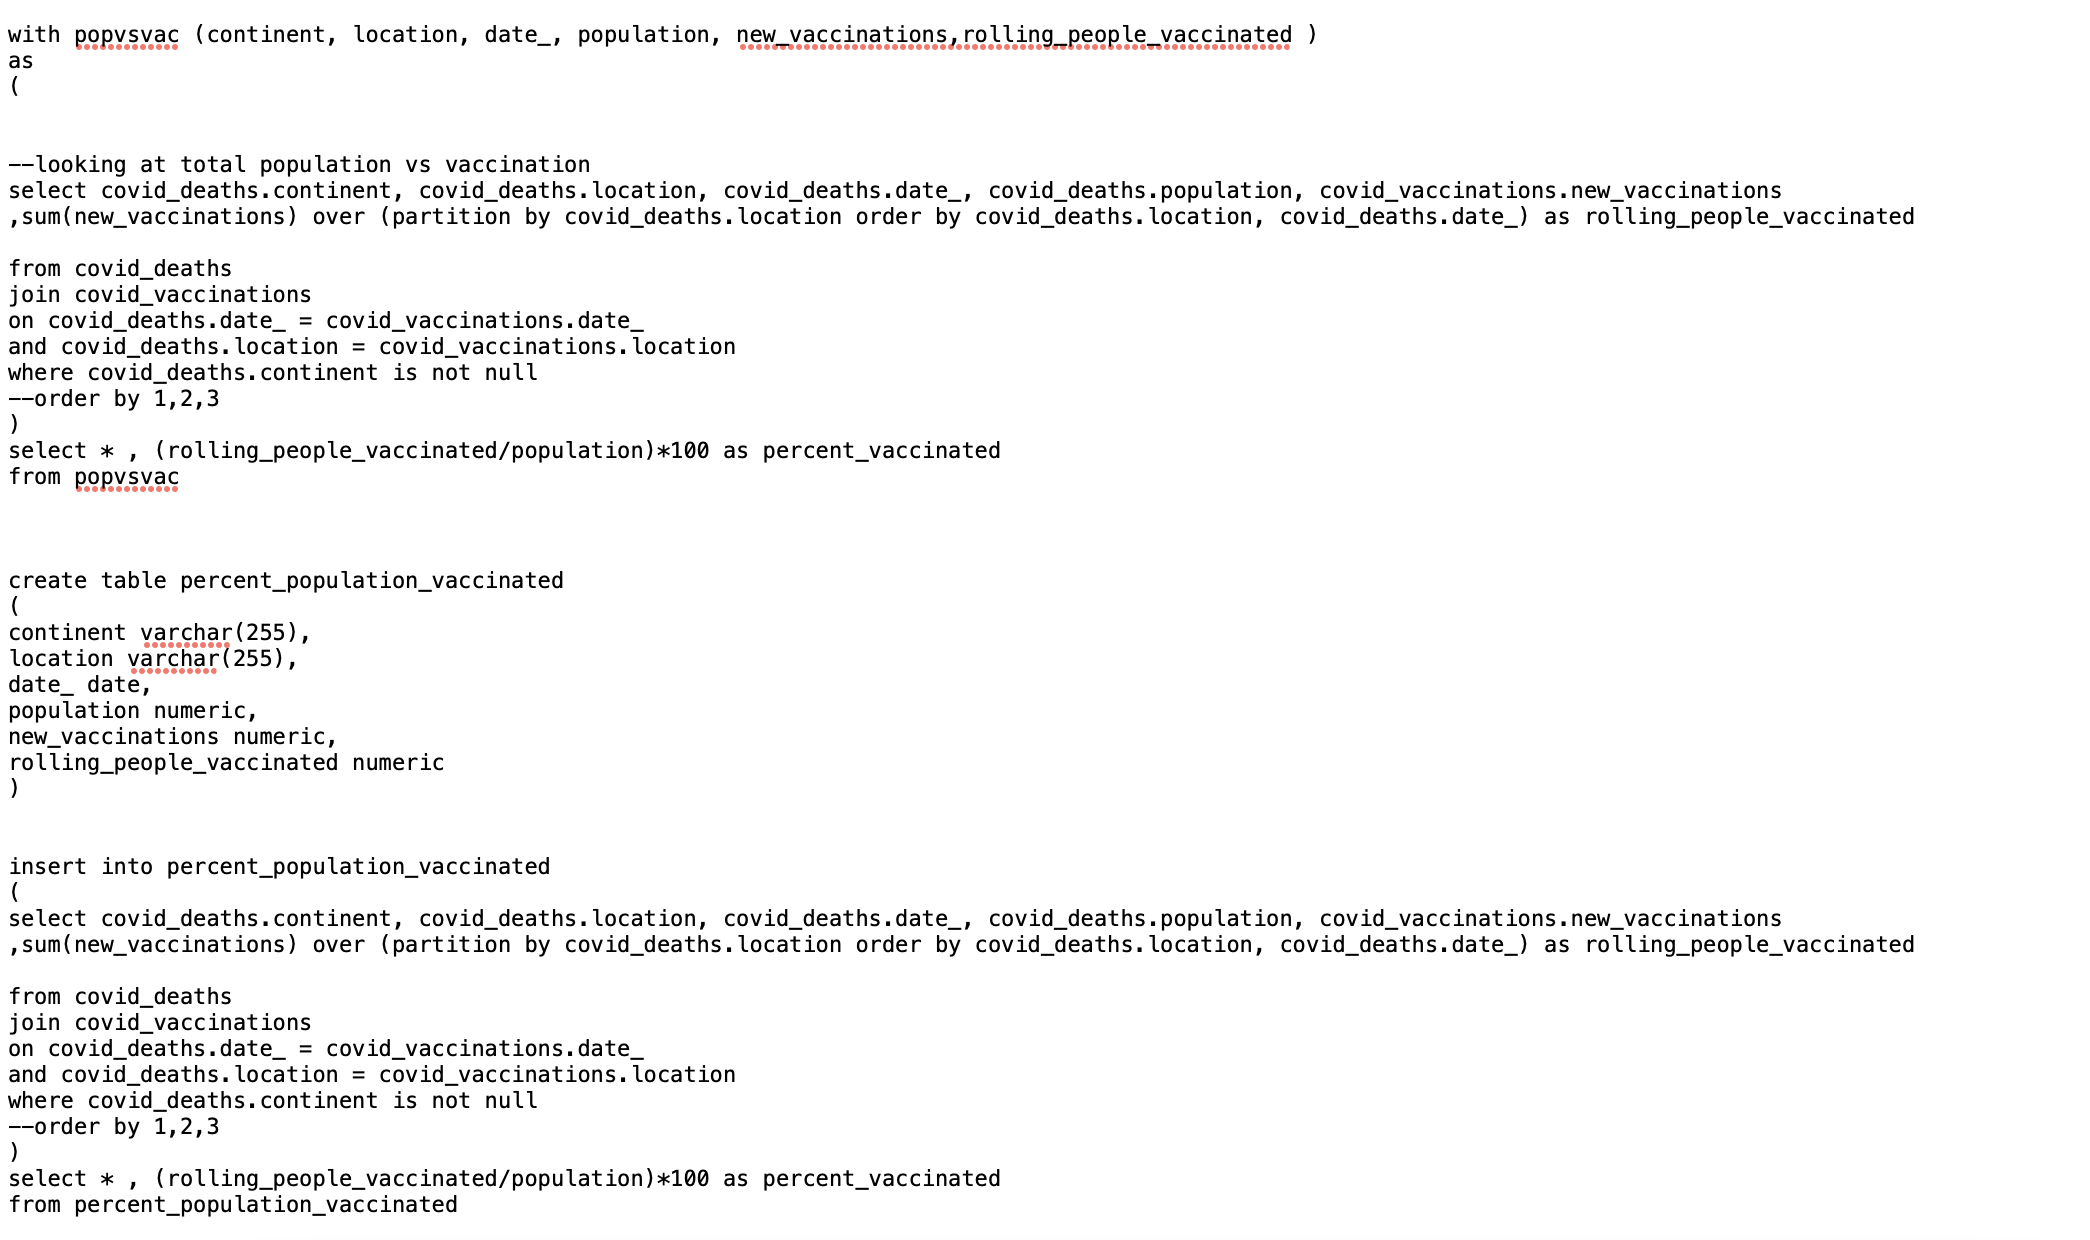 with popvsvac (continent, location, date_, population, new_vaccinations,rolling_people_vaccinated )
as
(
--looking at total population vs vaccination
select covid_deaths.continent, covid_deaths.location, covid_deaths.date_, covid_deaths.population, covid_vaccinations.new_vaccinations
,sum(new_vaccinations) over (partition by covid_deaths.location order by covid_deaths.location, covid_deaths.date_) as rolling_people_vaccinated
from covid_deaths
join covid_vaccinations
on covid_deaths.date_ = covid_vaccinations.date_
and covid_deaths.location = covid_vaccinations.location
where covid_deaths.continent is not null
--order by 1,2,3
)
select * , (rolling_people_vaccinated/population)*100 as percent_vaccinated
from popvsvac
create table percent_population_vaccinated
(
continent varchar(255),
location varchar(255),
date_ date,
population numeric,
new_vaccinations numeric,
rolling_people_vaccinated numeric
)
insert into percent_population_vaccinated
(
select covid_deaths.continent, covid_deaths.location, covid_deaths.date_, covid_deaths.population, covid_vaccinations.new_vaccinations
,sum(new_vaccinations) over (partition by covid_deaths.location order by covid_deaths.location, covid_deaths.date_) as rolling_people_vaccinated
from covid_deaths
join covid_vaccinations
on covid_deaths.date_ = covid_vaccinations.date_
and covid_deaths.location = covid_vaccinations.location
where covid_deaths.continent is not null
--order by 1,2,3
)
select * , (rolling_people_vaccinated/population)*100 as percent_vaccinated
from percent_population_vaccinated